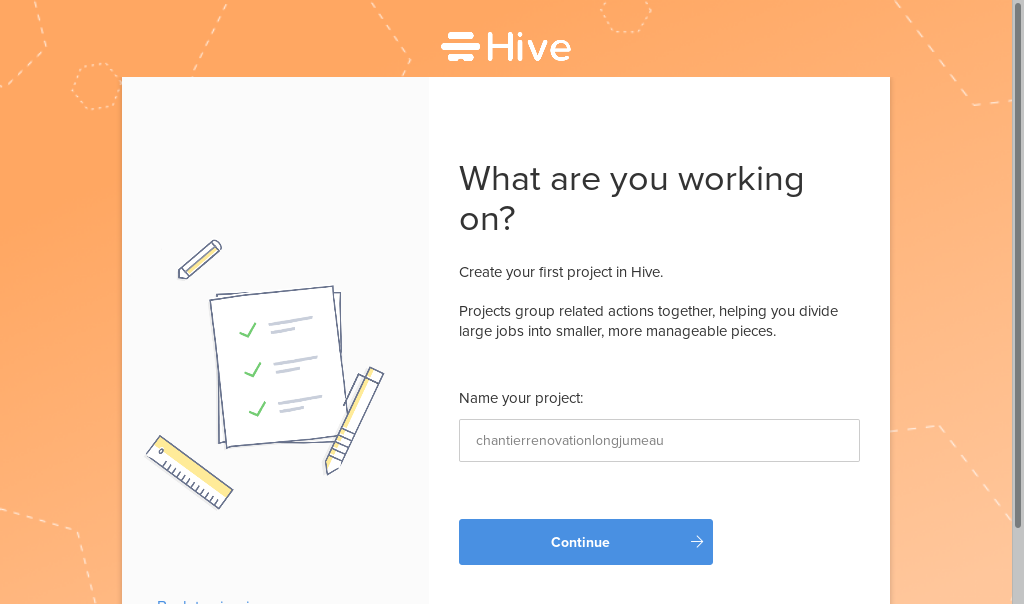 Hive
What are you working
on?
Create your first project in Hive.
Projects group related actions together, helping you divide
large jobs into smaller, more manageable pieces.
Name your project:
chantierrenovationlongjumeau
Continue